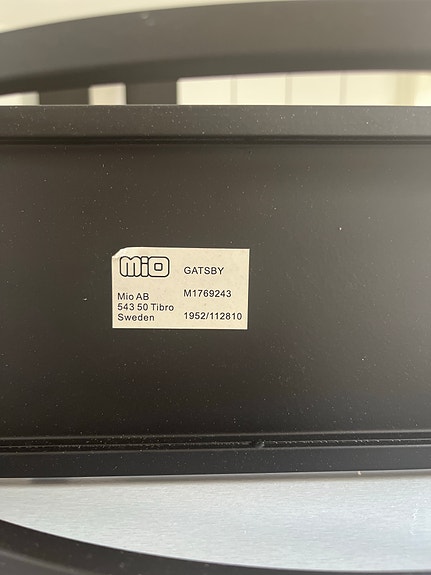 mio
GATSBY
Mio AB
M1769243
543 50 Tibro
Sweden
1952/112810